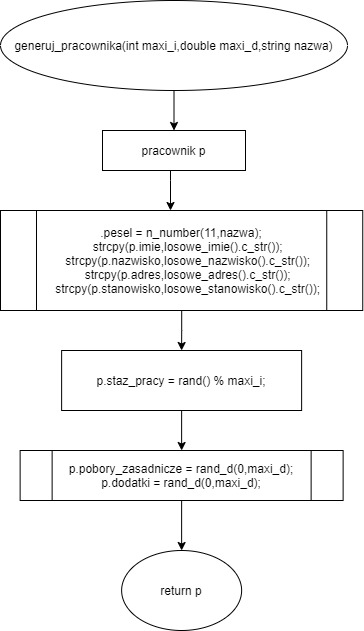 generuj_pracownika(int maxi_i,double maxi_d,string nazwa)
pracownik p
.pesel = n_number(11,nazwa);
strcpy(p.imie,losowe_imie().c_str());
strcpy(p.nazwisko,losowe_nazwisko().c_str());
strcpy(p.adres,losowe_adres().c_str());
strcpy(p.stanowisko,losowe_stanowisko().c_str());
p.staz_pracy = rand() % maxi_i;
p.pobory_zasadnicze = rand_d(0,maxi_d);
p.dodatki = rand_d(0,maxi_d);
return p